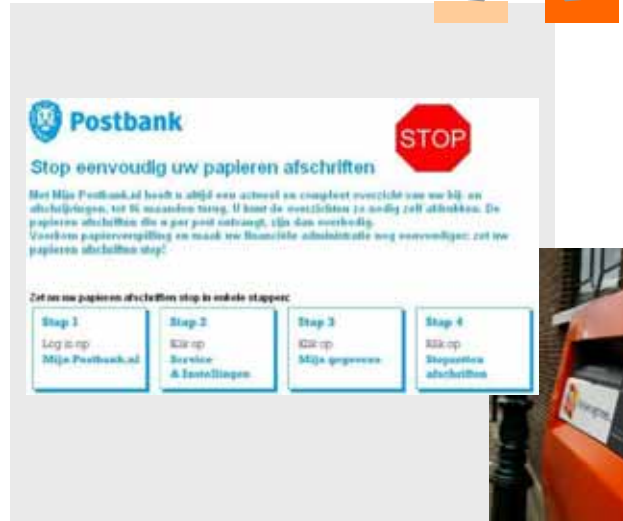 Postbank
STOP
Stop eenvoudig uw papieren afschriften
Met Mijn Postbank.nl heeft u altijd een actueel en compleet overzicht van uw bij- en
afschrijvingen, tot 15 maanden terug. U kunt de overzichten zo nodig zelf afdrukken. De
papieren afschriften die u per post ontvangt, zijn dan overbodig.
Voorkom papierverspilling en maak uw financiële administratie nog eenvoudiger: zet uw
papieren afschriften stop!
Zet nu uw papieren afschriften stop in enkele stappen:
Stap 1
Log in op
Mijn Postbank.nl
Stap 2
Klik op
Service
& Instellingen
Stap 3
Klik op
Mijn gegevens
Stap 4
Klik op
Stopzetten
afschriften